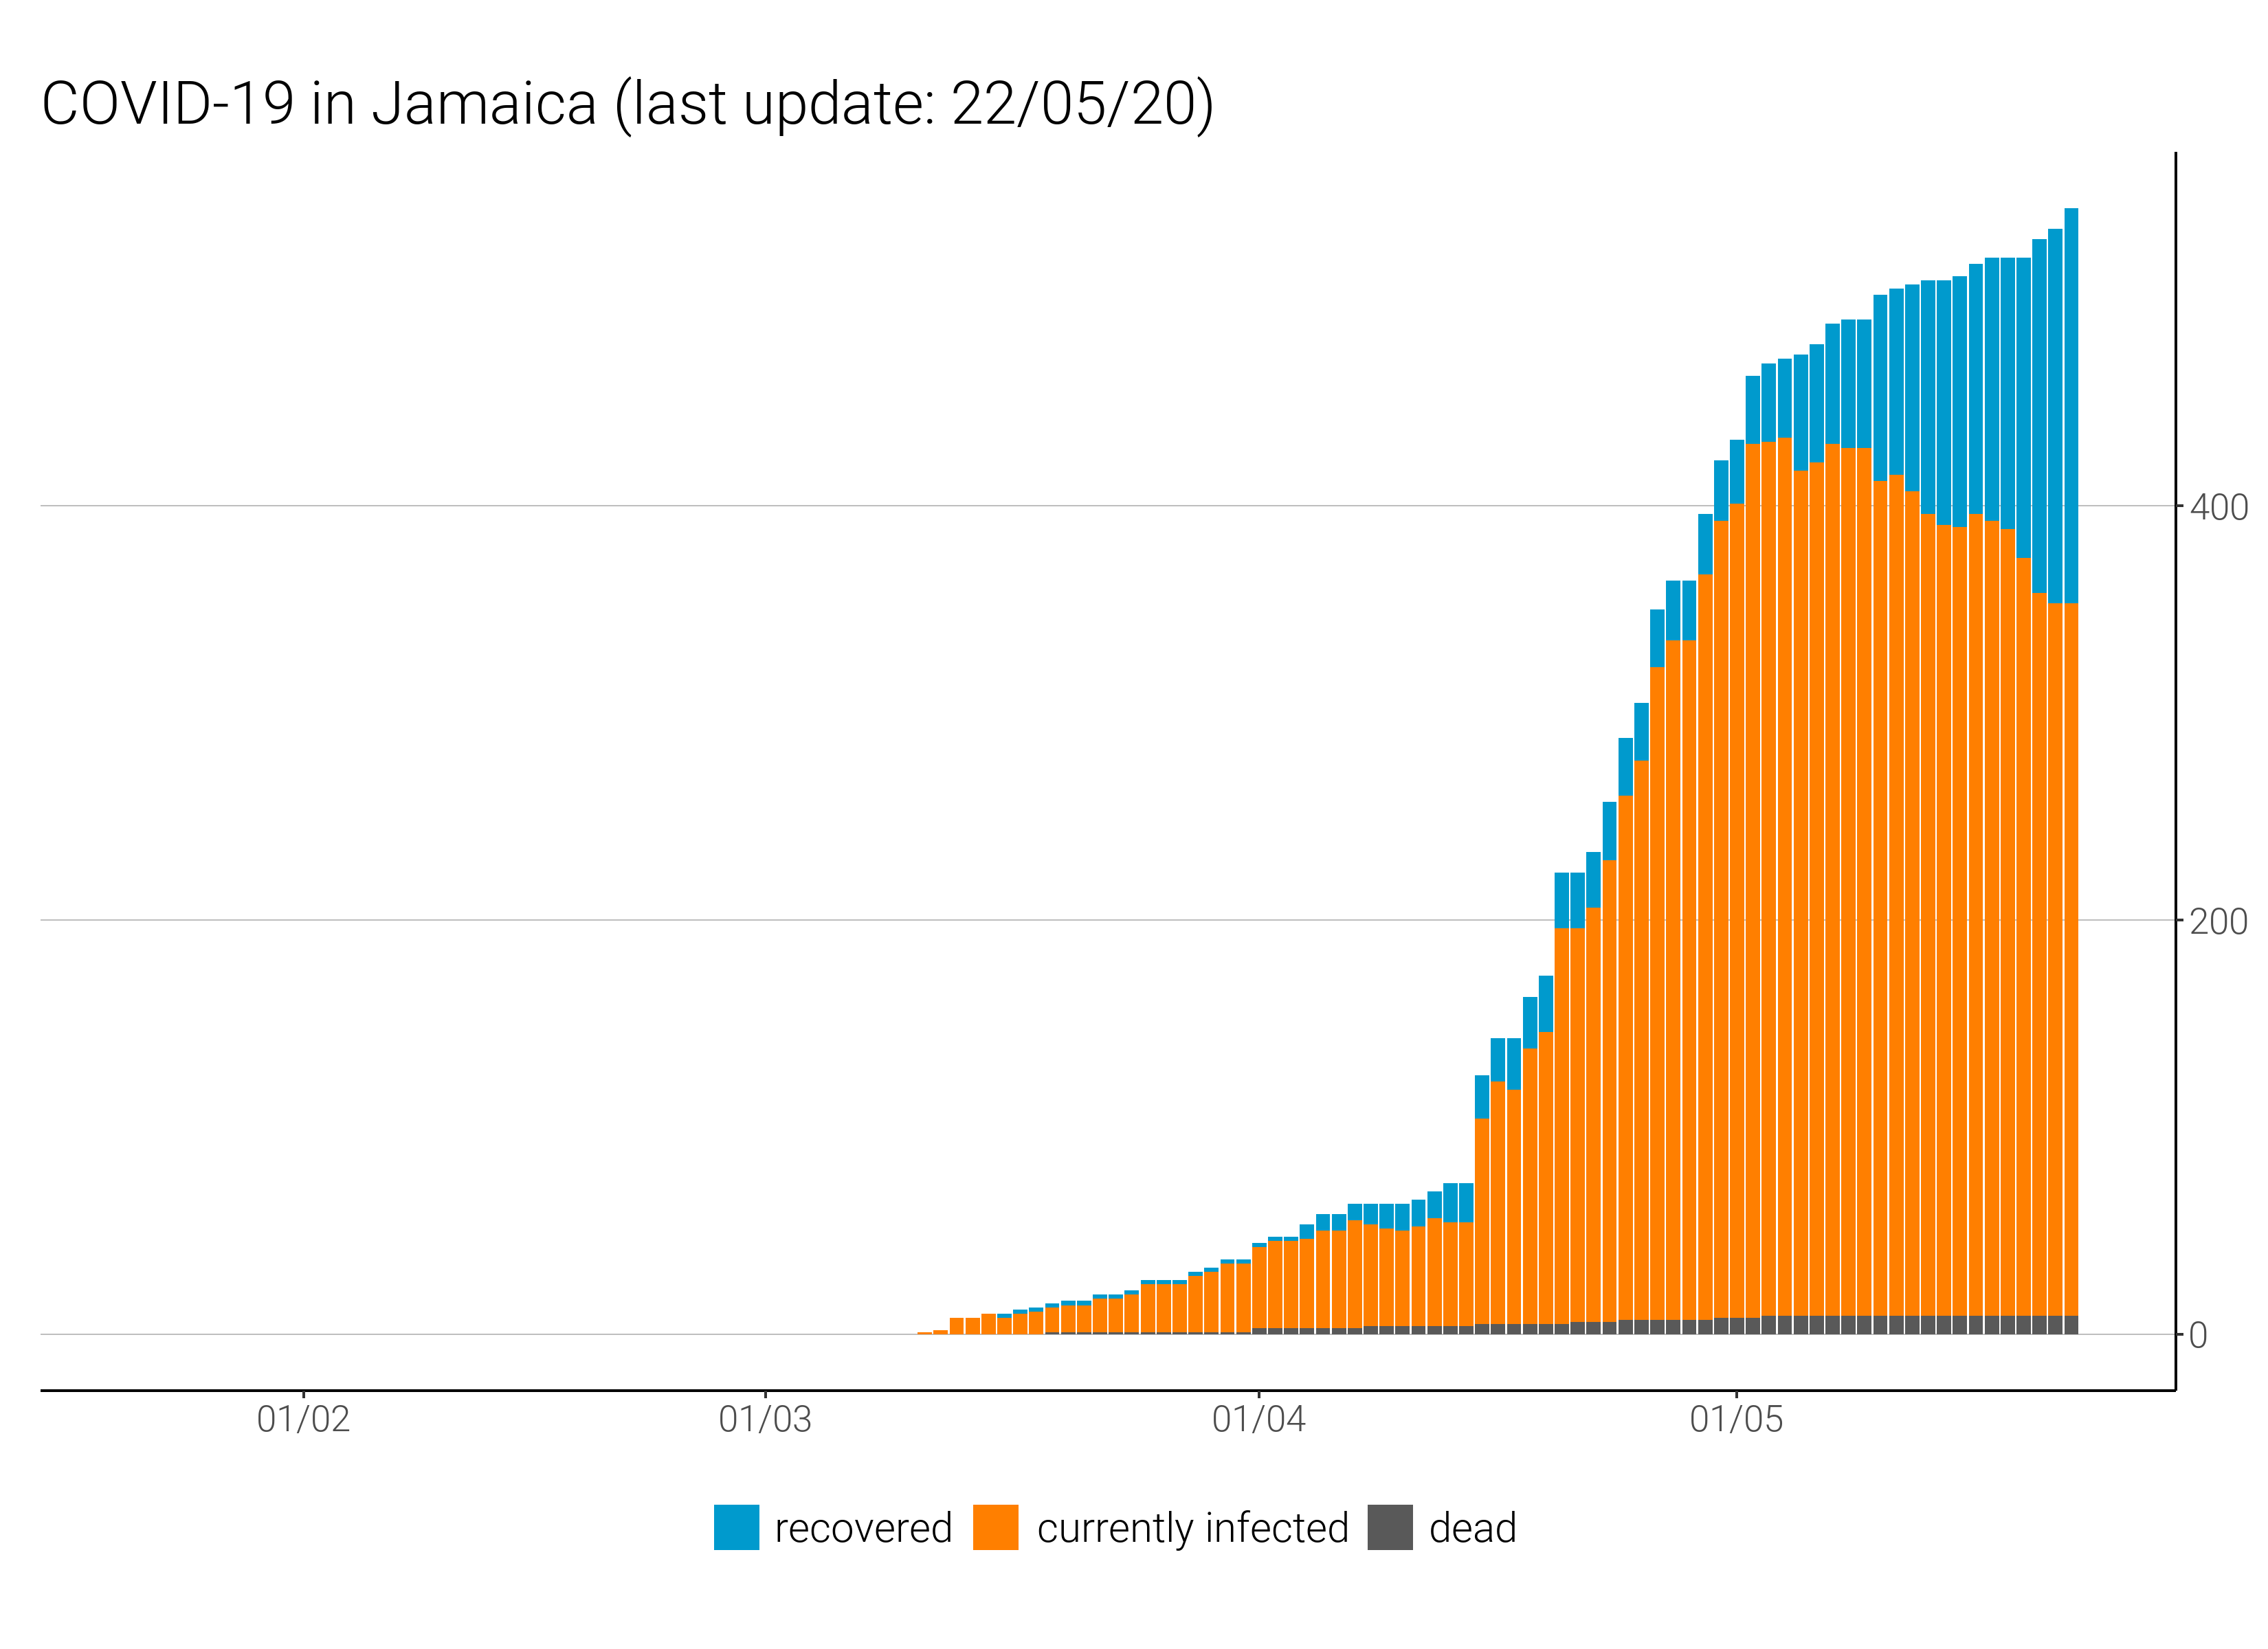 COVID-19 in Jamaica (last update: 22/05/20)
400
200
0
01/02 01/03 01/04 01/05
recovered currently infected dead